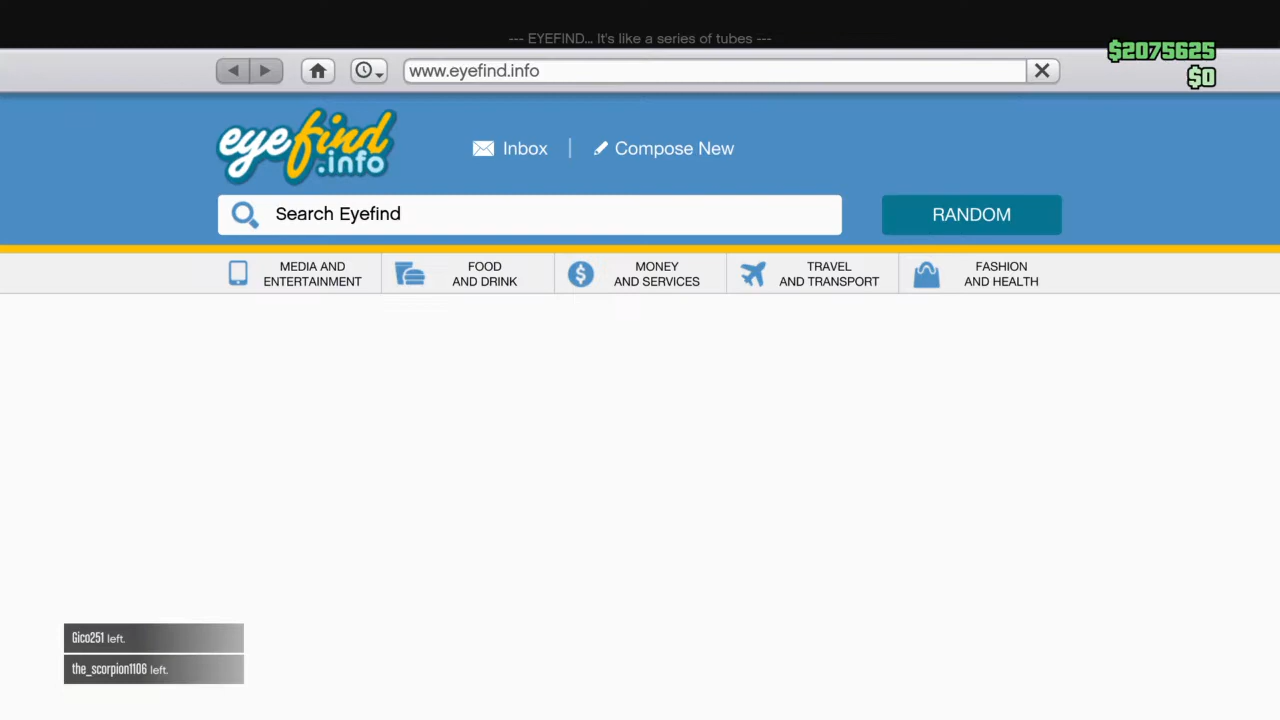 --- EYEFIND... It's like a series of tubes ---
$2075625
www.eyefind.info
$0
eyefind
.info
Inbox
Compose New
Search Eyefind
RANDOM
MEDIA AND
ENTERTAINMENT
FOOD
AND DRINK
MONEY
AND SERVICES
TRAVEL
AND TRANSPORT
FASHION
AND HEALTH
Gico251 left.
the_scorpion1106 left.